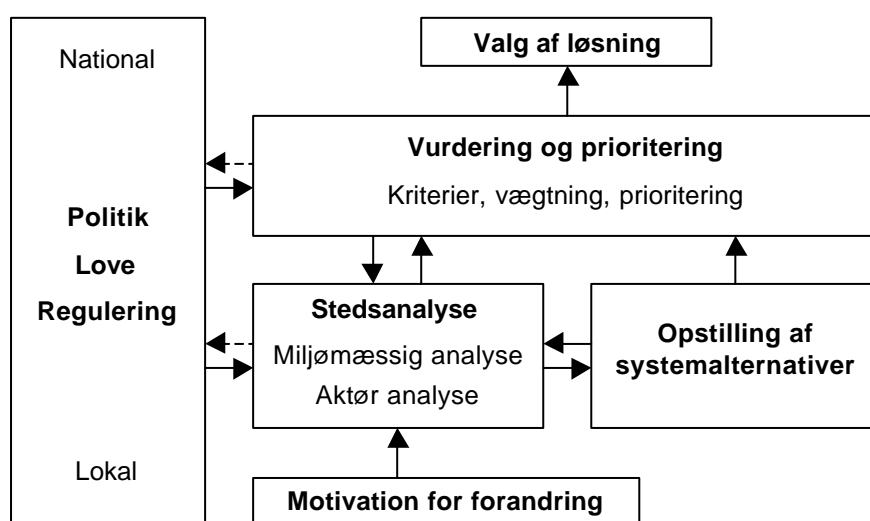 National
Politik
Love
Regulering
Lokal
Valg af løsning
Vurdering og prioritering
Kriterier, vægtning, prioritering
Stedsanalyse
Miljømæssig analyse
Aktør analyse
Opstilling af
systemalternativer
Motivation for forandring